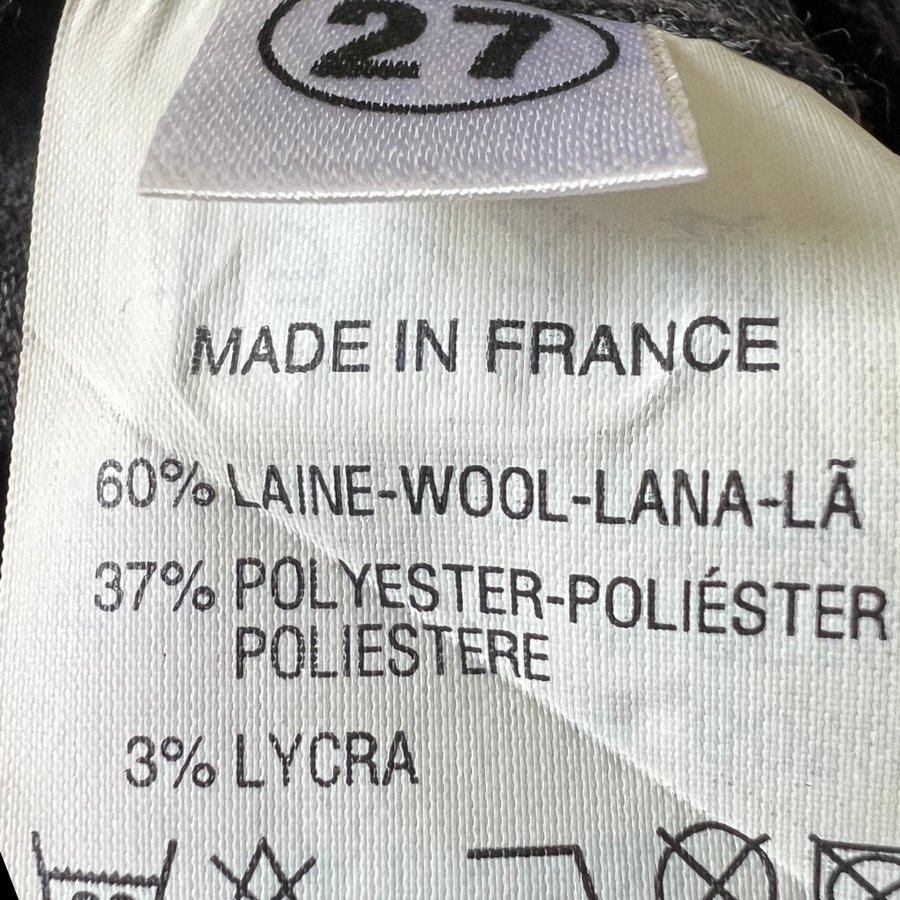 27
MADE IN FRANCE
60% LAINE-WOOL-LANA-LÃ
37% POLYESTER-POLIÉSTER
POLIESTERE
3% LYCRA